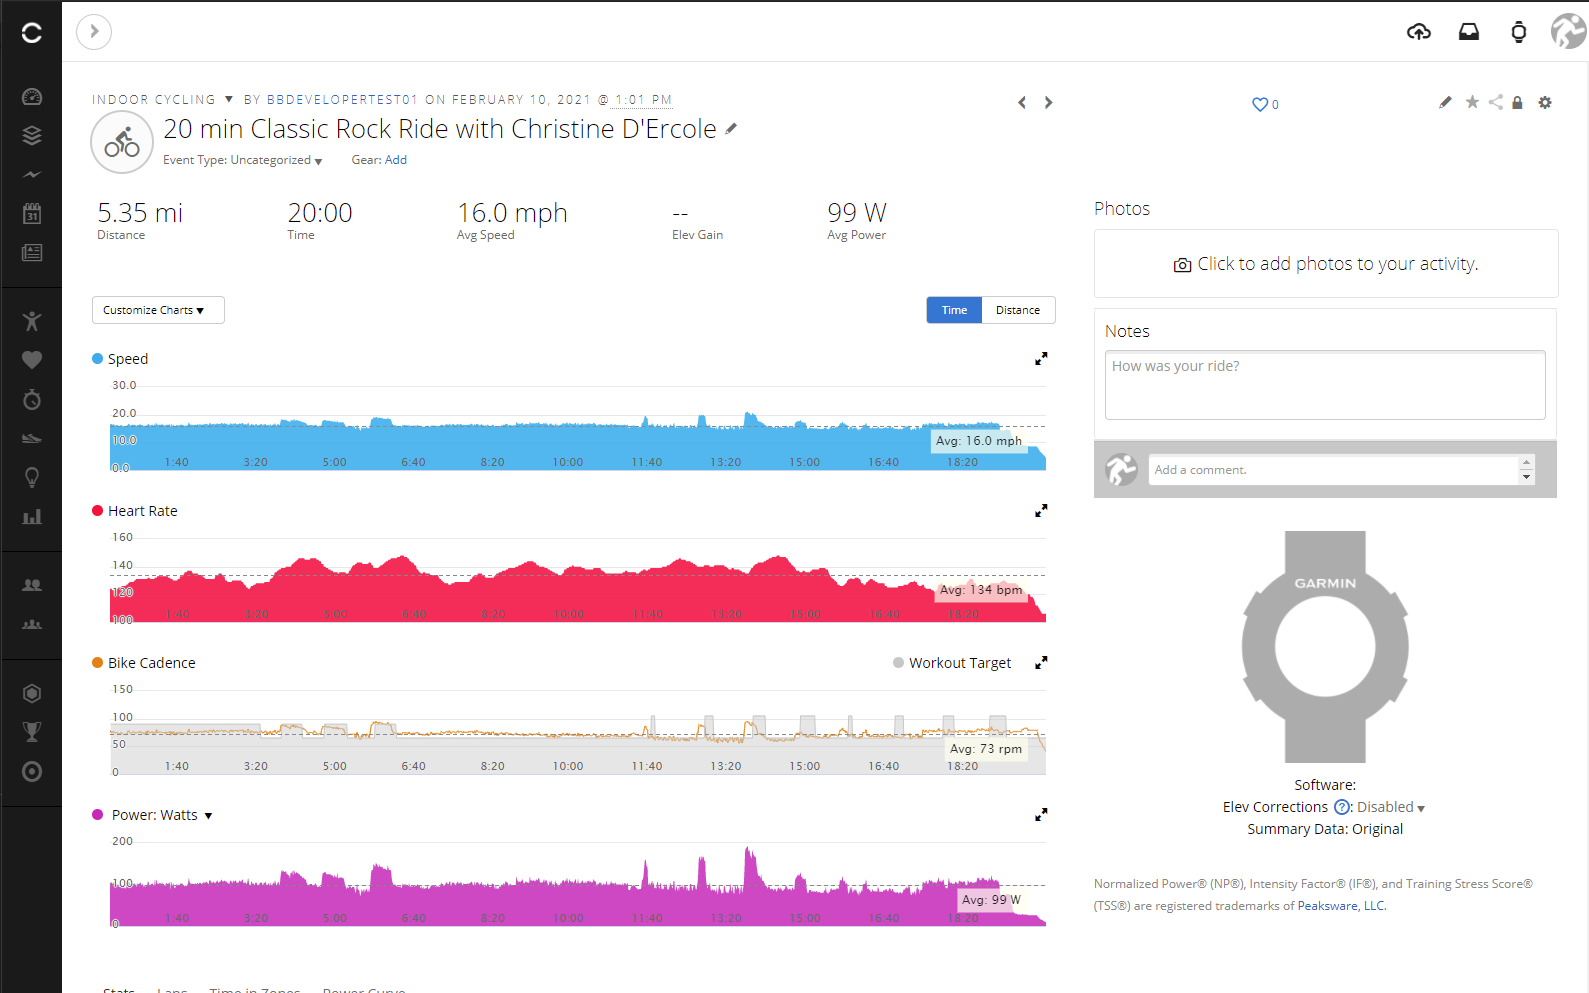 INDOOR CYCLING ▼ BY BBDEVELOPERTEST01 ON FEBRUARY 10, 2021 @ 1:01 PM
0
31
20 min Classic Rock Ride with Christine D'Ercole
Event Type: Uncategorized ▼ Gear: Add
5.35 mi 20:00 16.0 mph -- 99 W
Distance Time Avg Speed Elev Gain Avg Power
Photos
Click to add photos to your activity.
Customize Charts ▼
Time Distance
Notes
How was your ride?
Add a comment.
Speed
30.0
20.0
10.0
Avg: 16.0 mph
0.0
1:40 3:20 5:00 6:40 8:20 10:00 11:40 13:20 15:00 16:40 18:20
Heart Rate
160
140
120
Avg: 134 bpm
100
1:40 3:20 5:00 6:40 8:20 10:00 11:40 13:20 15:00 16:40 18:20
GARMIN
Bike Cadence Workout Target
150
100
50
Avg: 73 rpm
0
1:40 3:20 5:00 6:40 8:20 10:00 11:40 13:20 15:00 16:40 18:20
Software:
Elev Corrections ?: Disabled ▼
Summary Data: Original
Power: Watts ▼
200
100
Avg: 99 W
0
1:40 3:20 5:00 6:40 8:20 10:00 11:40 13:20 15:00 16:40 18:20
Normalized Power® (NP®), Intensity Factor® (IF®), and Training Stress Score®
(TSS®) are registered trademarks of Peaksware, LLC.
Stats Laps Time in Zones Power Curve